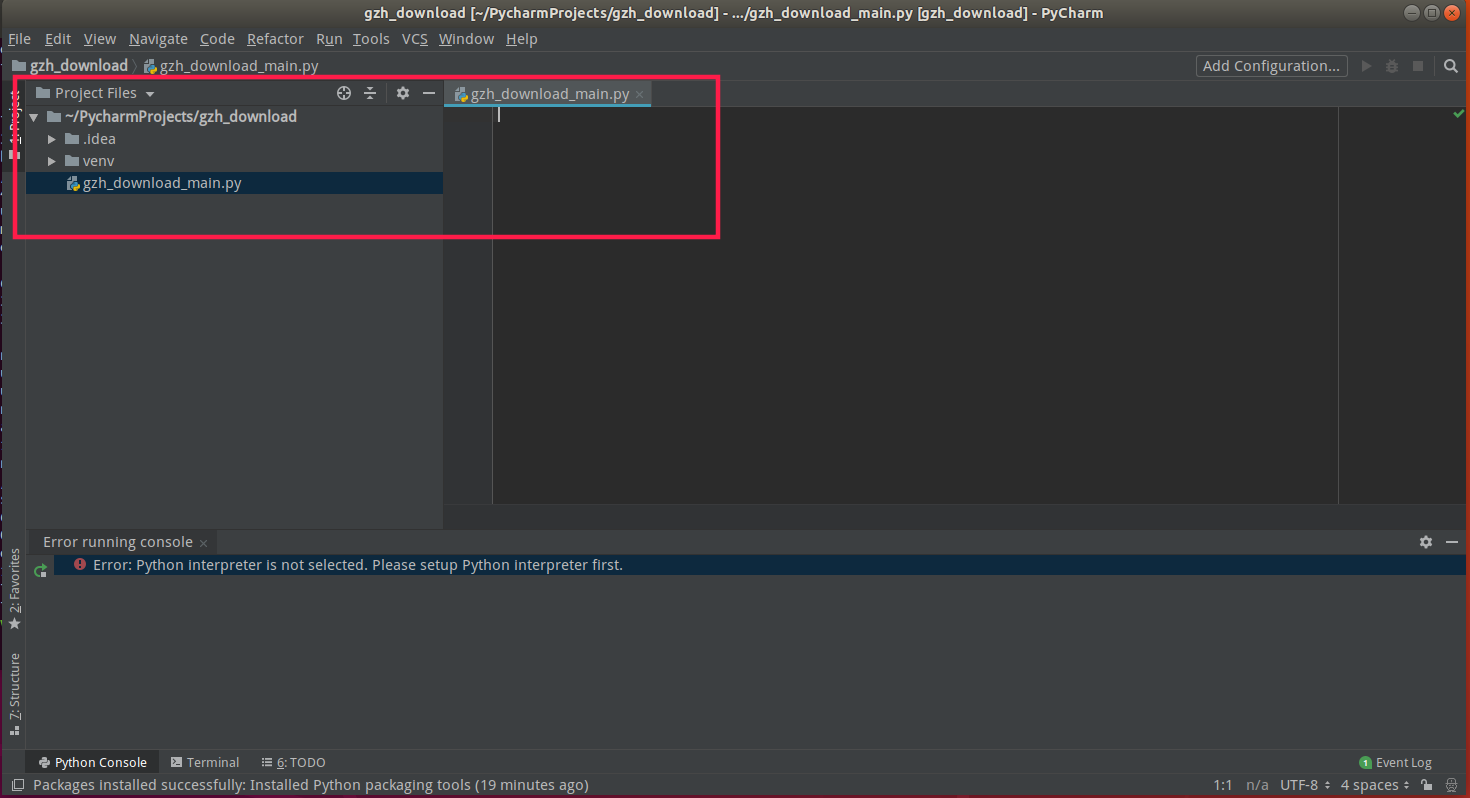 gzh_download [~/PycharmProjects/gzh_download] - .../gzh_download_main.py [gzh_download] - PyCharm
File Edit View Navigate Code Refactor Run Tools VCS Window Help
gzh_download gzh_download_main.py Add Configuration...
Project Files gzh_download_main.py
1: Project
~/PycharmProjects/gzh_download
.idea
venv
gzh_download_main.py
Error running console
Error: Python interpreter is not selected. Please setup Python interpreter first.
2: Favorites
7: Structure
Python Console Terminal 6: TODO 1 Event Log
Packages installed successfully: Installed Python packaging tools (19 minutes ago) 1:1 n/a UTF-8 4 spaces